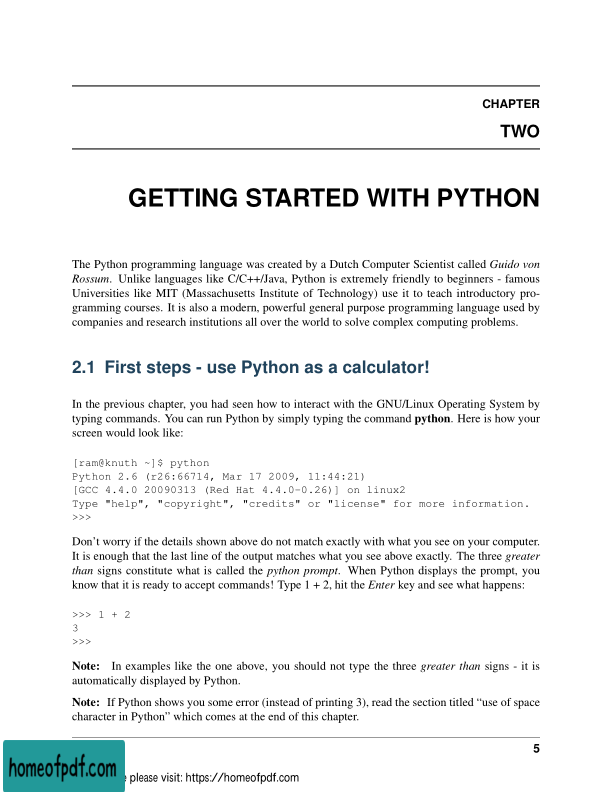 CHAPTER
TWO
GETTING STARTED WITH PYTHON
The Python programming language was created by a Dutch Computer Scientist called Guido von
Rossum. Unlike languages like C/C++/Java, Python is extremely friendly to beginners - famous
Universities like MIT (Massachusetts Institute of Technology) use it to teach introductory pro-
gramming courses. It is also a modern, powerful general purpose programming language used by
companies and research institutions all over the world to solve complex computing problems.
2.1 First steps - use Python as a calculator!
In the previous chapter, you had seen how to interact with the GNU/Linux Operating System by
typing commands. You can run Python by simply typing the command python. Here is how your
screen would look like:
[ram@knuth ~]$ python
Python 2.6 (r26:66714, Mar 17 2009, 11:44:21)
[GCC 4.4.0 20090313 (Red Hat 4.4.0-0.26)] on linux2
Type "help", "copyright", "credits" or "license" for more information.
>>>
Don't worry if the details shown above do not match exactly with what you see on your computer.
It is enough that the last line of the output matches what you see above exactly. The three greater
than signs constitute what is called the python prompt. When Python displays the prompt, you
know that it is ready to accept commands! Type 1 + 2, hit the Enter key and see what happens:
>>> 1 + 2
3
>>>
Note: In examples like the one above, you should not type the three greater than signs - it is
automatically displayed by Python.
Note: If Python shows you some error (instead of printing 3), read the section titled “use of space
character in Python” which comes at the end of this chapter.
5
homeofpdf.com
please visit: https://homeofpdf.com